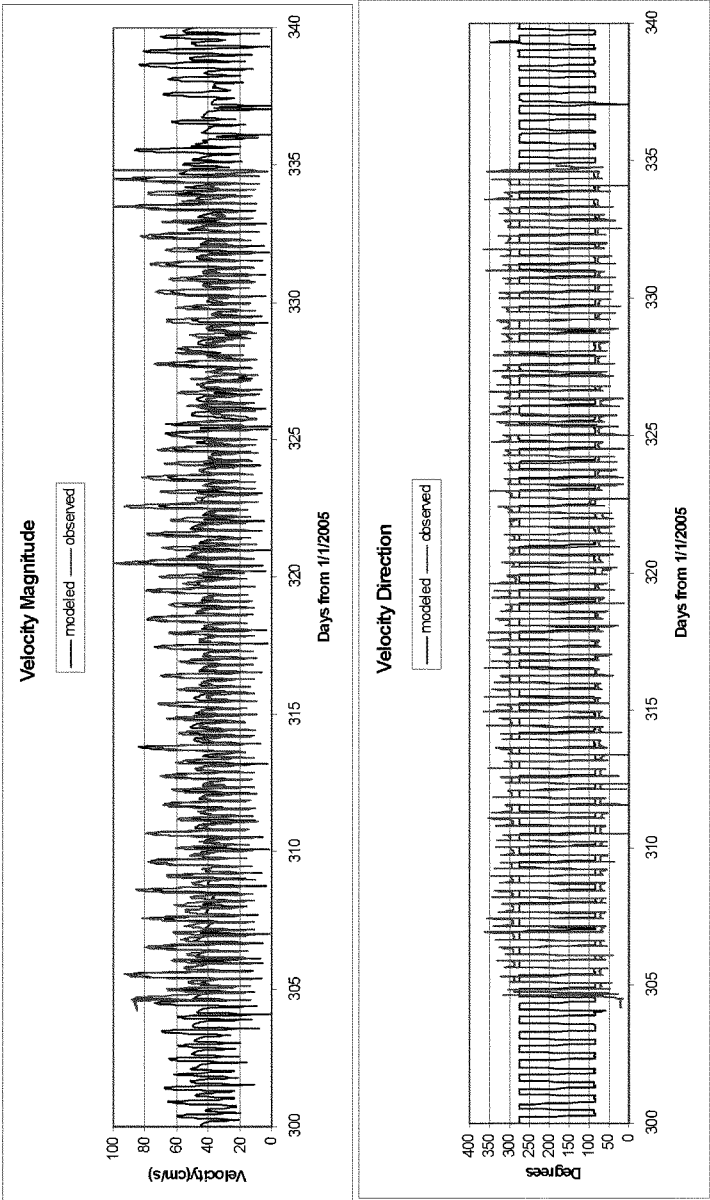 Velocity Magnitude
modeled observed
100
80
60
40
20
0
Velocity(cm/s)
300 305 310 315 320 325 330 335 340
Days from 1/1/2005
Velocity Direction
modeled observed
400
350
300
250
200
150
100
50
0
Degrees
300 305 310 315 320 325 330 335 340
Days from 1/1/2005